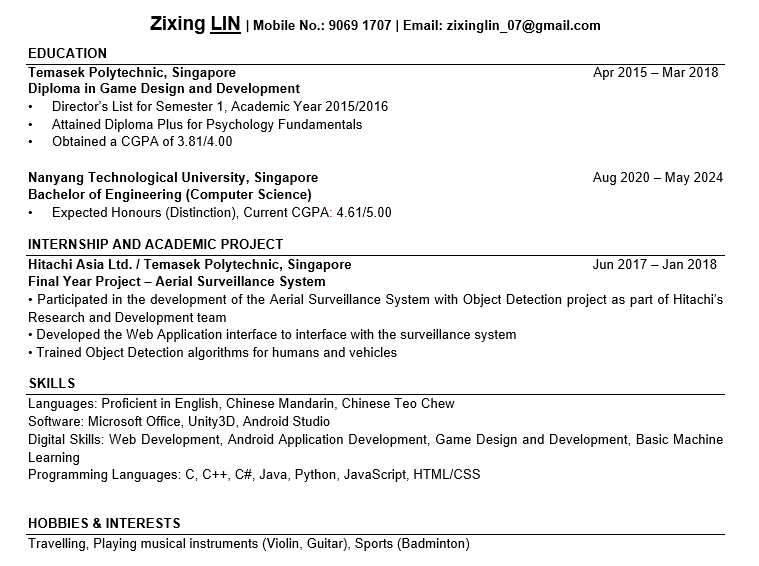 Zixing LIN | Mobile No.: 9069 1707 | Email: zixinglin_07@gmail.com
EDUCATION
Temasek Polytechnic, Singapore Apr 2015 – Mar 2018
Diploma in Game Design and Development
• Director's List for Semester 1, Academic Year 2015/2016
• Attained Diploma Plus for Psychology Fundamentals
• Obtained a CGPA of 3.81/4.00
Nanyang Technological University, Singapore Aug 2020 – May 2024
Bachelor of Engineering (Computer Science)
• Expected Honours (Distinction), Current CGPA: 4.61/5.00
INTERNSHIP AND ACADEMIC PROJECT
Hitachi Asia Ltd. / Temasek Polytechnic, Singapore Jun 2017 – Jan 2018
Final Year Project – Aerial Surveillance System
• Participated in the development of the Aerial Surveillance System with Object Detection project as part of Hitachi's
Research and Development team
• Developed the Web Application interface to interface with the surveillance system
• Trained Object Detection algorithms for humans and vehicles
SKILLS
Languages: Proficient in English, Chinese Mandarin, Chinese Teo Chew
Software: Microsoft Office, Unity3D, Android Studio
Digital Skills: Web Development, Android Application Development, Game Design and Development, Basic Machine
Learning
Programming Languages: C, C++, C#, Java, Python, JavaScript, HTML/CSS
HOBBIES & INTERESTS
Travelling, Playing musical instruments (Violin, Guitar), Sports (Badminton)